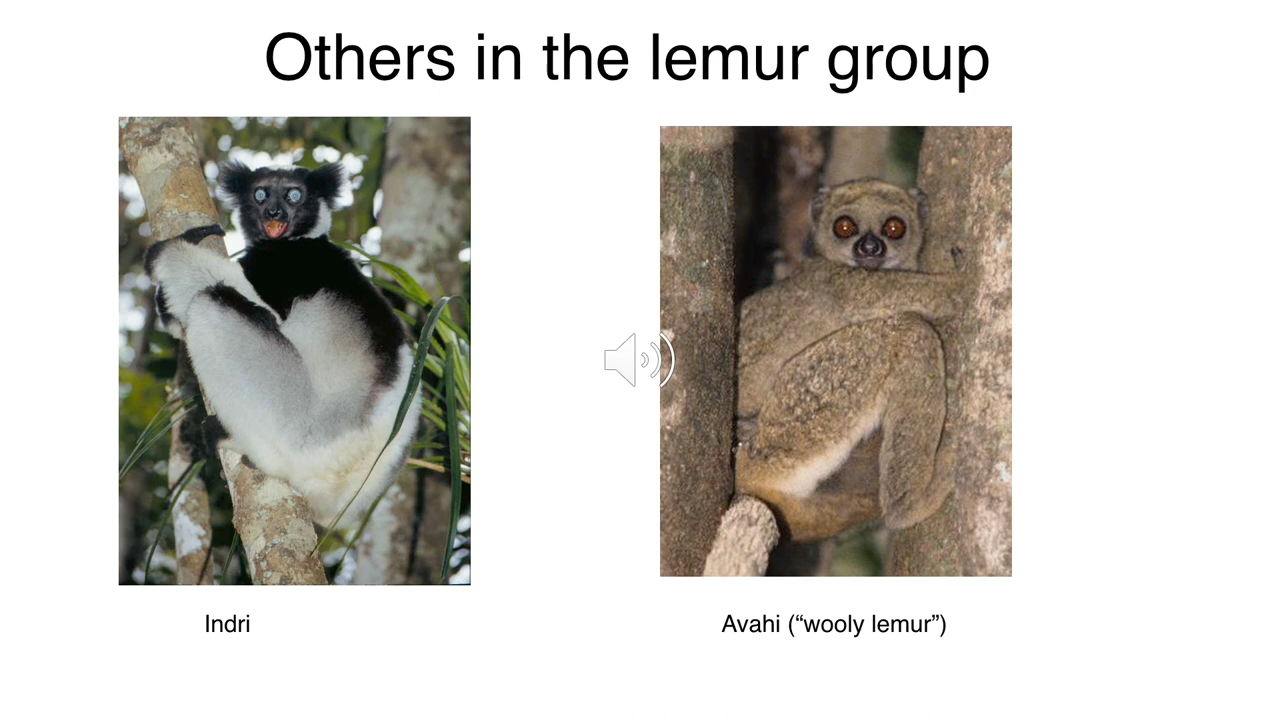 Others in the lemur group
Indri
Avahi (“wooly lemur”)